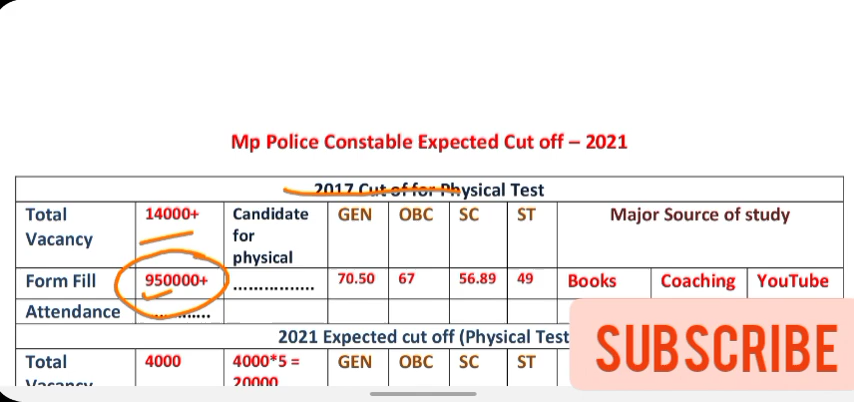 Mp Police Constable Expected Cut off – 2021
2017 Cut of for Physical Test
Total Vacancy 14000+ Candidate for physical GEN OBC SC ST Major Source of study
Form Fill 950000+ ................ 70.50 67 56.89 49 Books Coaching YouTube
Attendance ............
2021 Expected cut off (Physical Test
Total Vacancy 4000 4000*5 = 20000 GEN OBC SC ST
SUBSCRIBE